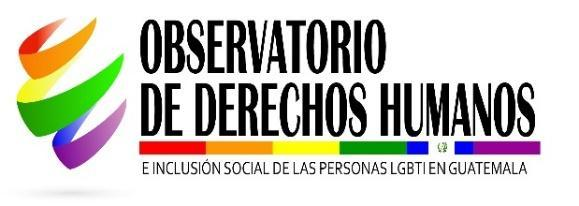 OBSERVATORIO
DE DERECHOS HUMANOS
E INCLUSIÓN SOCIAL DE LAS PERSONAS LGBTI EN GUATEMALA